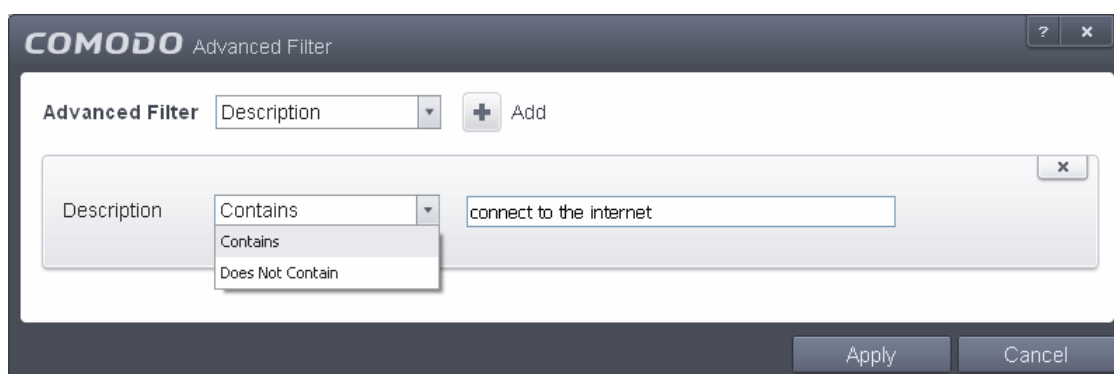 COMODO Advanced Filter ? x
Advanced Filter Description + Add
x
Description Contains connect to the internet
Contains
Does Not Contain
Apply Cancel